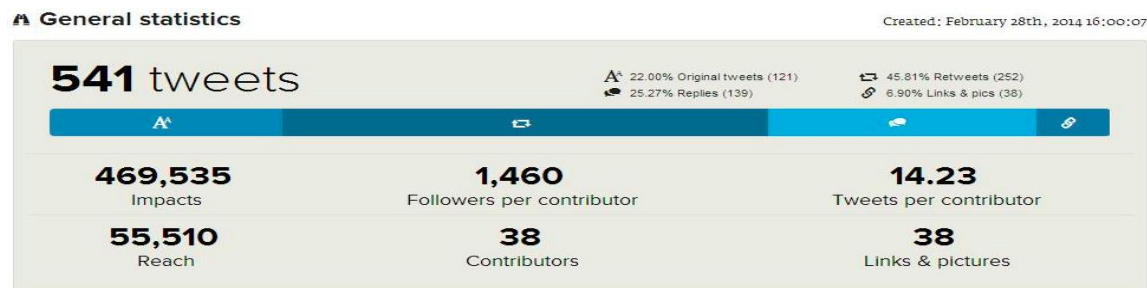 General statistics
Created: February 28th, 2014 16:00:07
541 tweets
22.00% Original tweets (121)
45.81% Retweets (252)
25.27% Replies (139)
6.90% Links & pics (38)
469,535
1,460
14.23
Impacts
Followers per contributor
Tweets per contributor
55,510
38
38
Reach
Contributors
Links & pictures